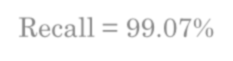 Recall = 99.07%